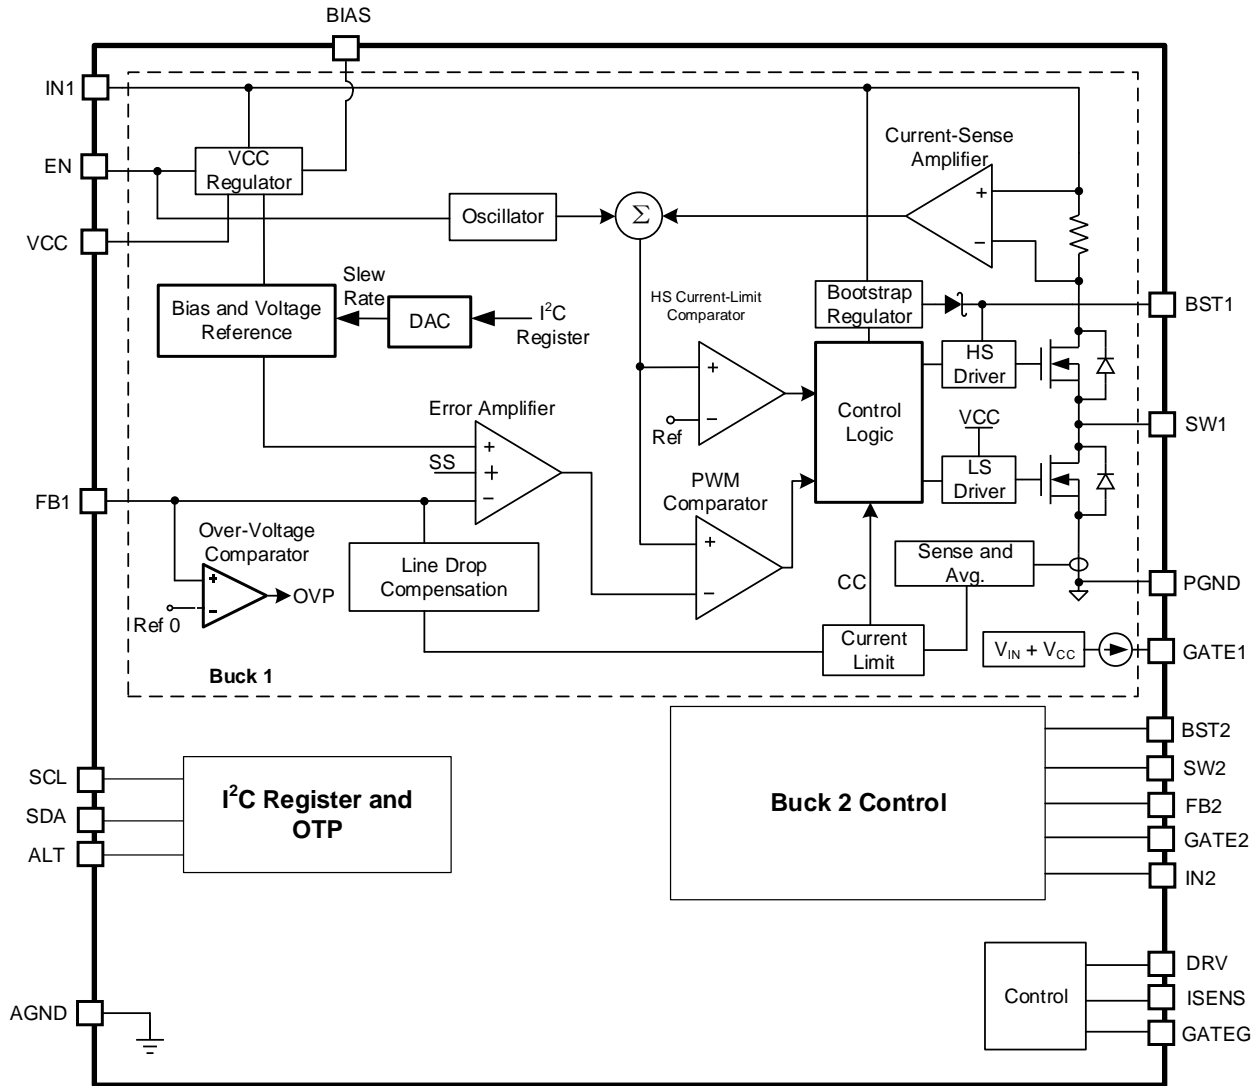 BIAS
IN1
EN
VCC
VCC
Regulator
Oscillator
Σ
Current-Sense
Amplifier
+
−
Bias and Voltage
Reference
Slew
Rate
DAC
I²C
Register
HS Current-Limit
Comparator
+
−
Ref
Bootstrap
Regulator
BST1
HS
Driver
Control
Logic
SW1
VCC
LS
Driver
Error Amplifier
+
SS
+
−
PWM
Comparator
+
−
FB1
Over-Voltage
Comparator
+
−
OVP
Ref 0
Line Drop
Compensation
CC
Sense and
Avg.
PGND
Current
Limit
V_IN + V_CC
GATE1
Buck 1
SCL
SDA
ALT
I²C Register and
OTP
Buck 2 Control
BST2
SW2
FB2
GATE2
IN2
AGND
Control
DRV
ISENS
GATEG